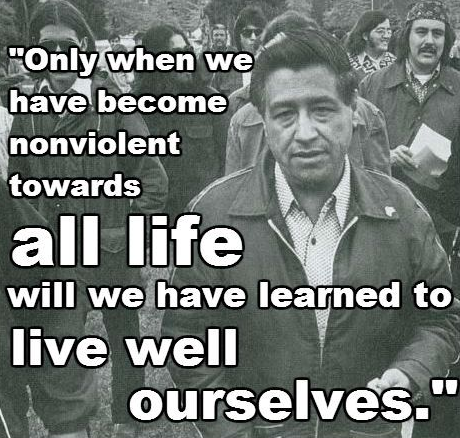 "Only when we
have become
nonviolent
towards
all life
will we have learned to
live well
ourselves."